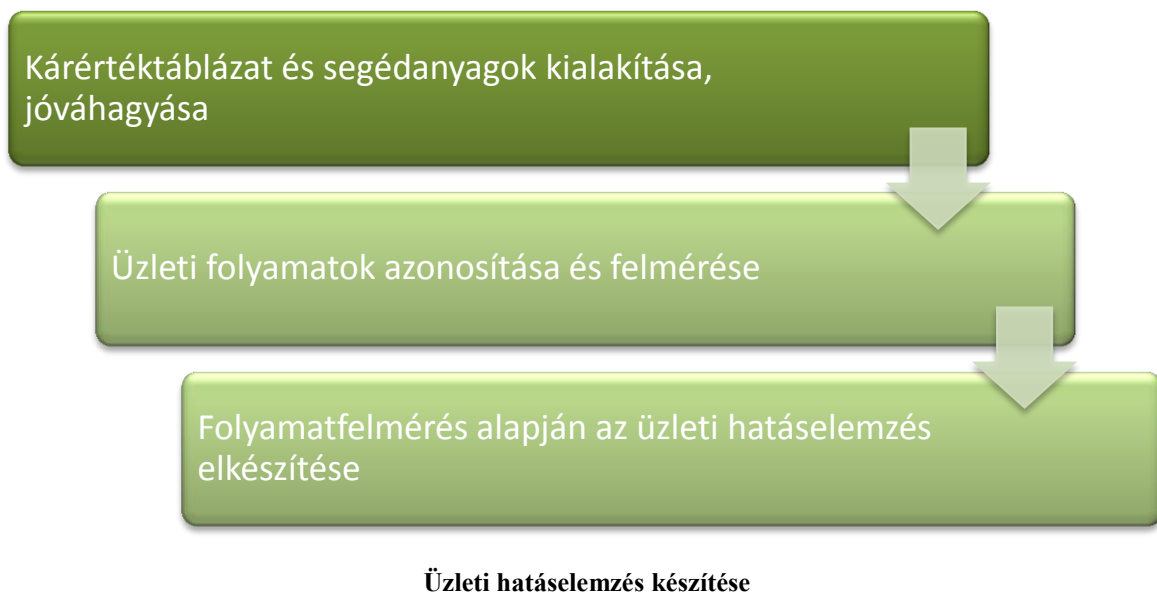 Kárértéktáblázat és segédanyagok kialakítása,
jóváhagyása
Üzleti folyamatok azonosítása és felmérése
Folyamatfelmérés alapján az üzleti hatáselemzés
elkészítése
Üzleti hatáselemzés készítése